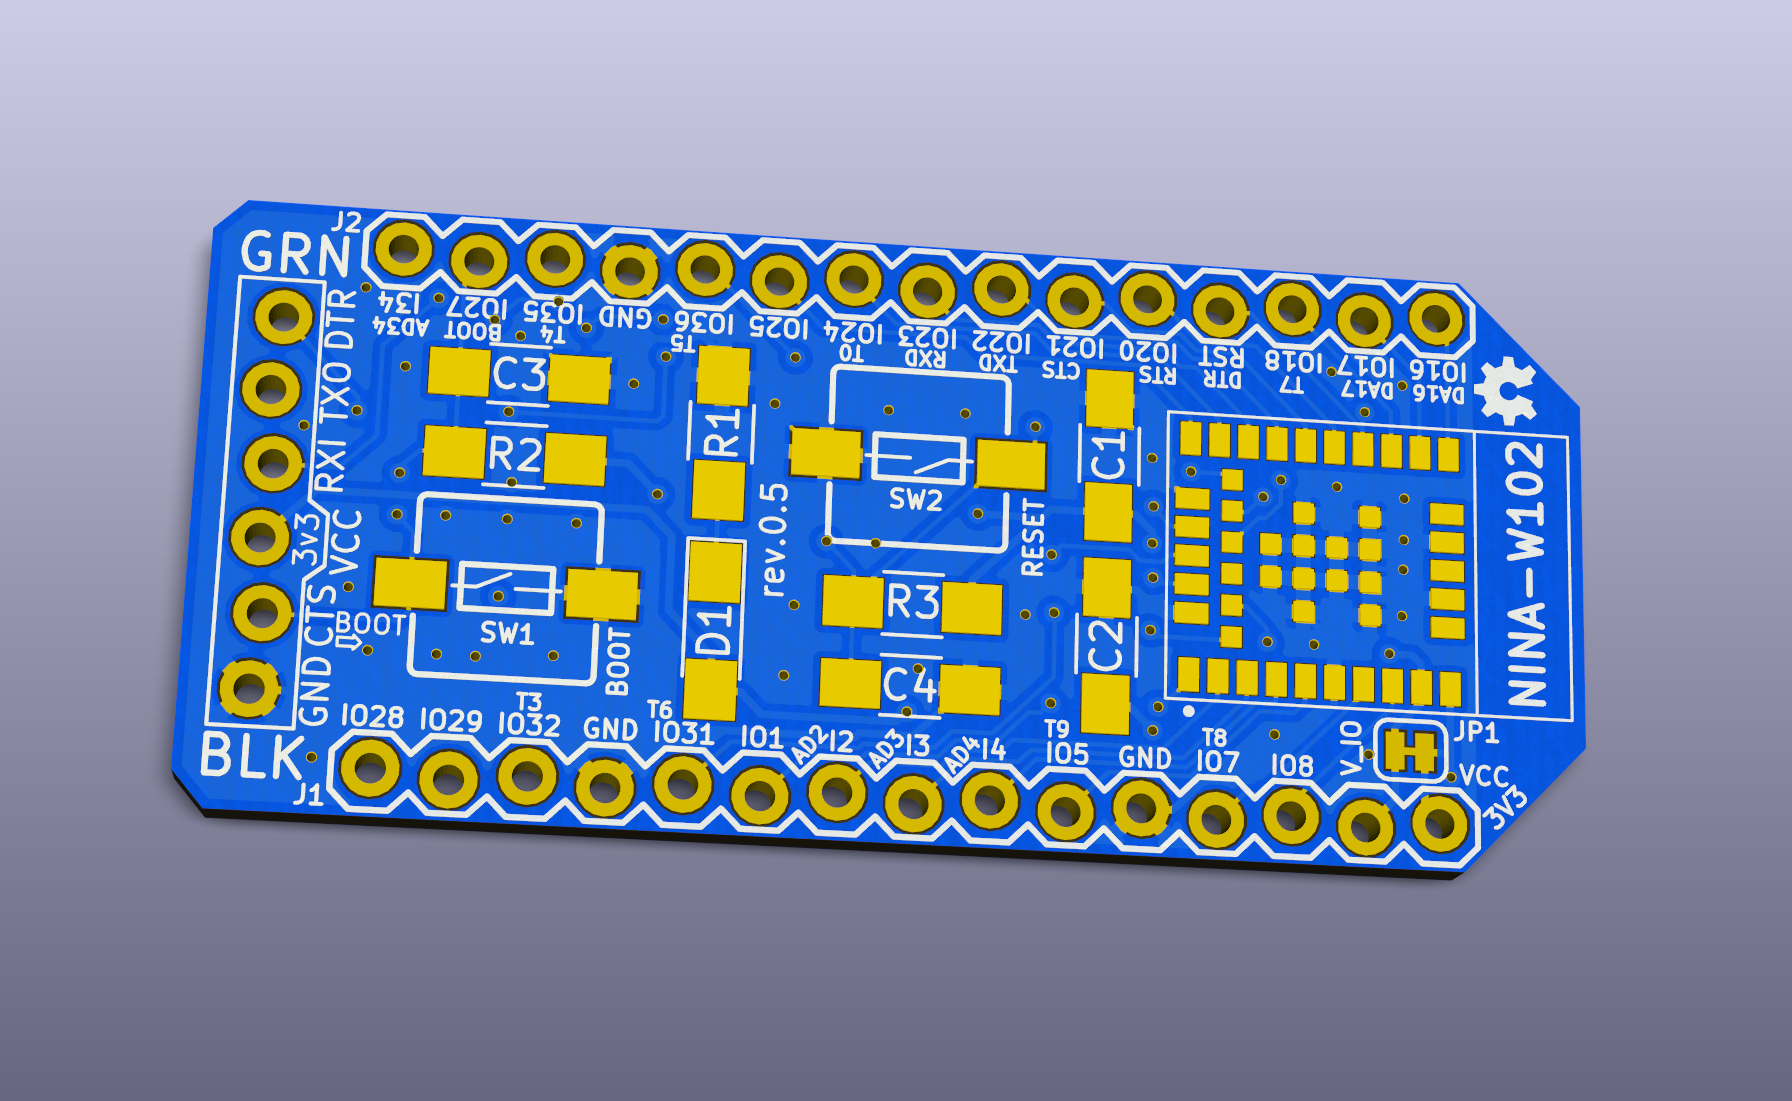 J2
GRN
I34
IO27
IO35
GND
IO36
IO25
IO24
IO23
IO22
IO21
IO20
RST
IO18
IO17
IO16
AD34
BOOT
T4
T5
T0
RXD
TXD
CTS
RTS
DTR
T7
DA17
DA16
DTR
TXO
RXI
3v3
VCC
CTS
GND
BOOT
BLK
C3
R2
SW1
BOOT
R1
D1
rev.0.5
SW2
RESET
R3
C4
C1
C2
NINA-W102
JP1
V_IO
VCC
3V3
T3
T6
AD2
AD3
AD4
T9
T8
IO28
IO29
IO32
GND
IO31
IO1
I2
I3
I4
IO5
GND
IO7
IO8
J1